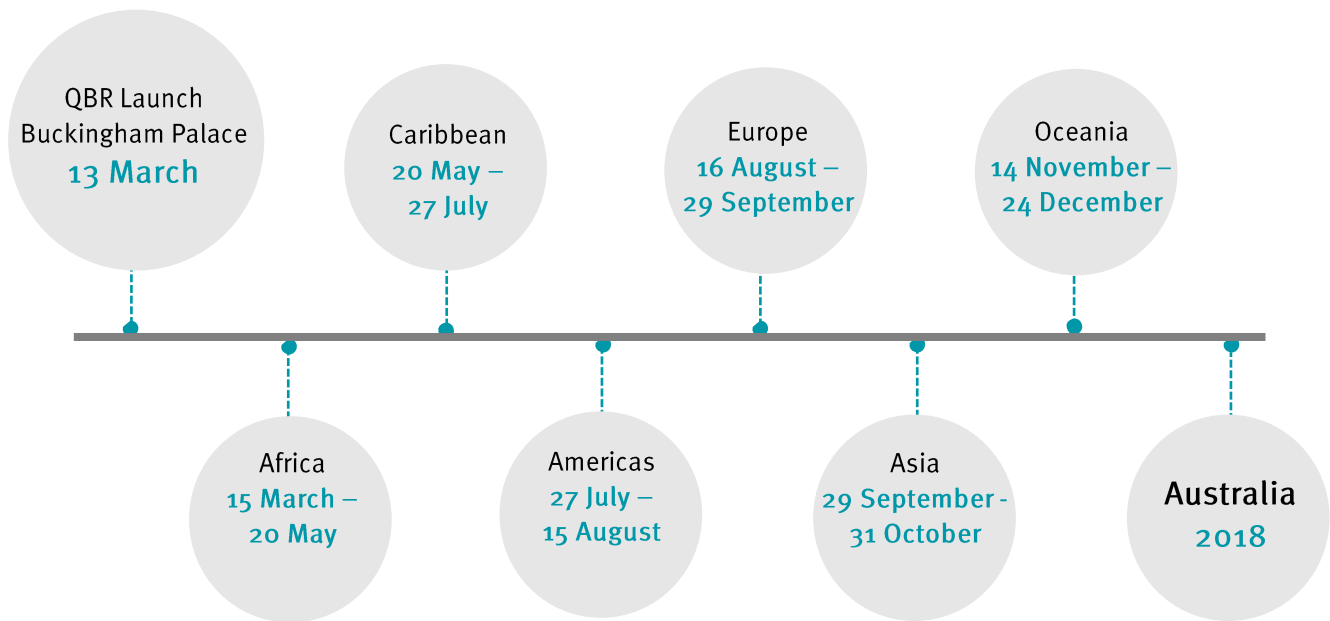 QBR Launch
Buckingham Palace
13 March
Africa
15 March –
20 May
Caribbean
20 May –
27 July
Americas
27 July –
15 August
Europe
16 August –
29 September
Asia
29 September -
31 October
Oceania
14 November –
24 December
Australia
2018